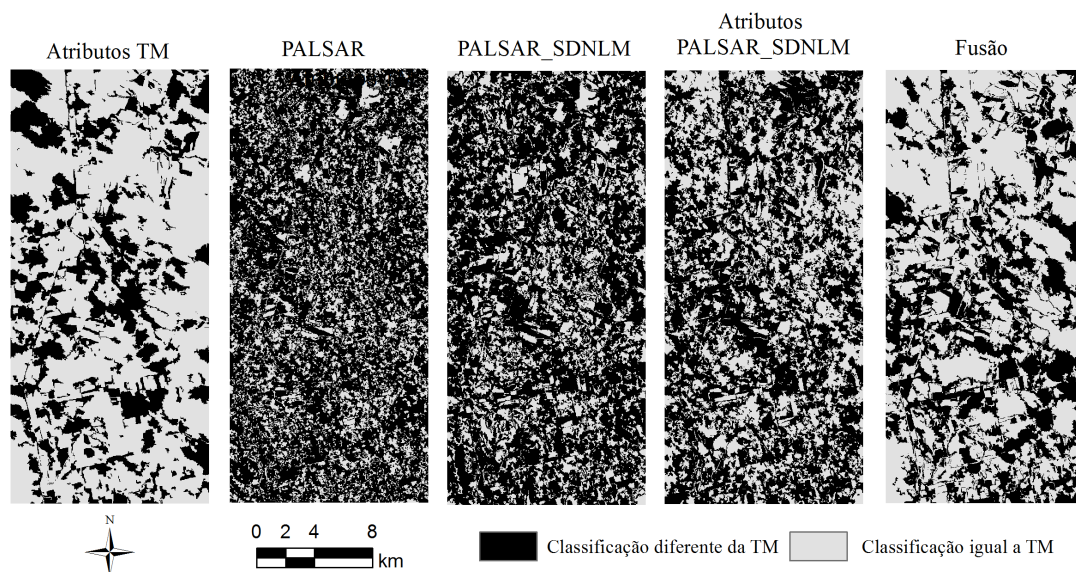 Atributos TM
PALSAR
PALSAR_SDNLM
Atributos
PALSAR_SDNLM
Fusão
N
0 2 4 8
km
Classificação diferente da TM
Classificação igual a TM